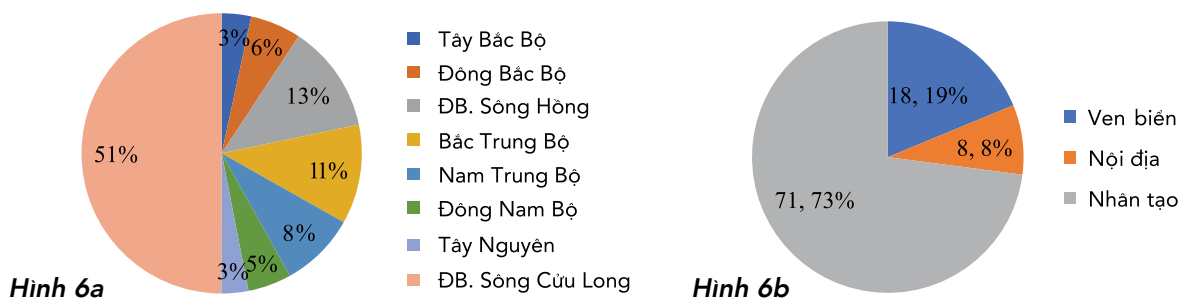 3%
6%
13%
11%
8%
5%
3%
51%
Tây Bắc Bộ
Đông Bắc Bộ
ĐB. Sông Hồng
Bắc Trung Bộ
Nam Trung Bộ
Đông Nam Bộ
Tây Nguyên
ĐB. Sông Cửu Long
Hình 6a
18, 19%
8, 8%
71, 73%
Ven biển
Nội địa
Nhân tạo
Hình 6b